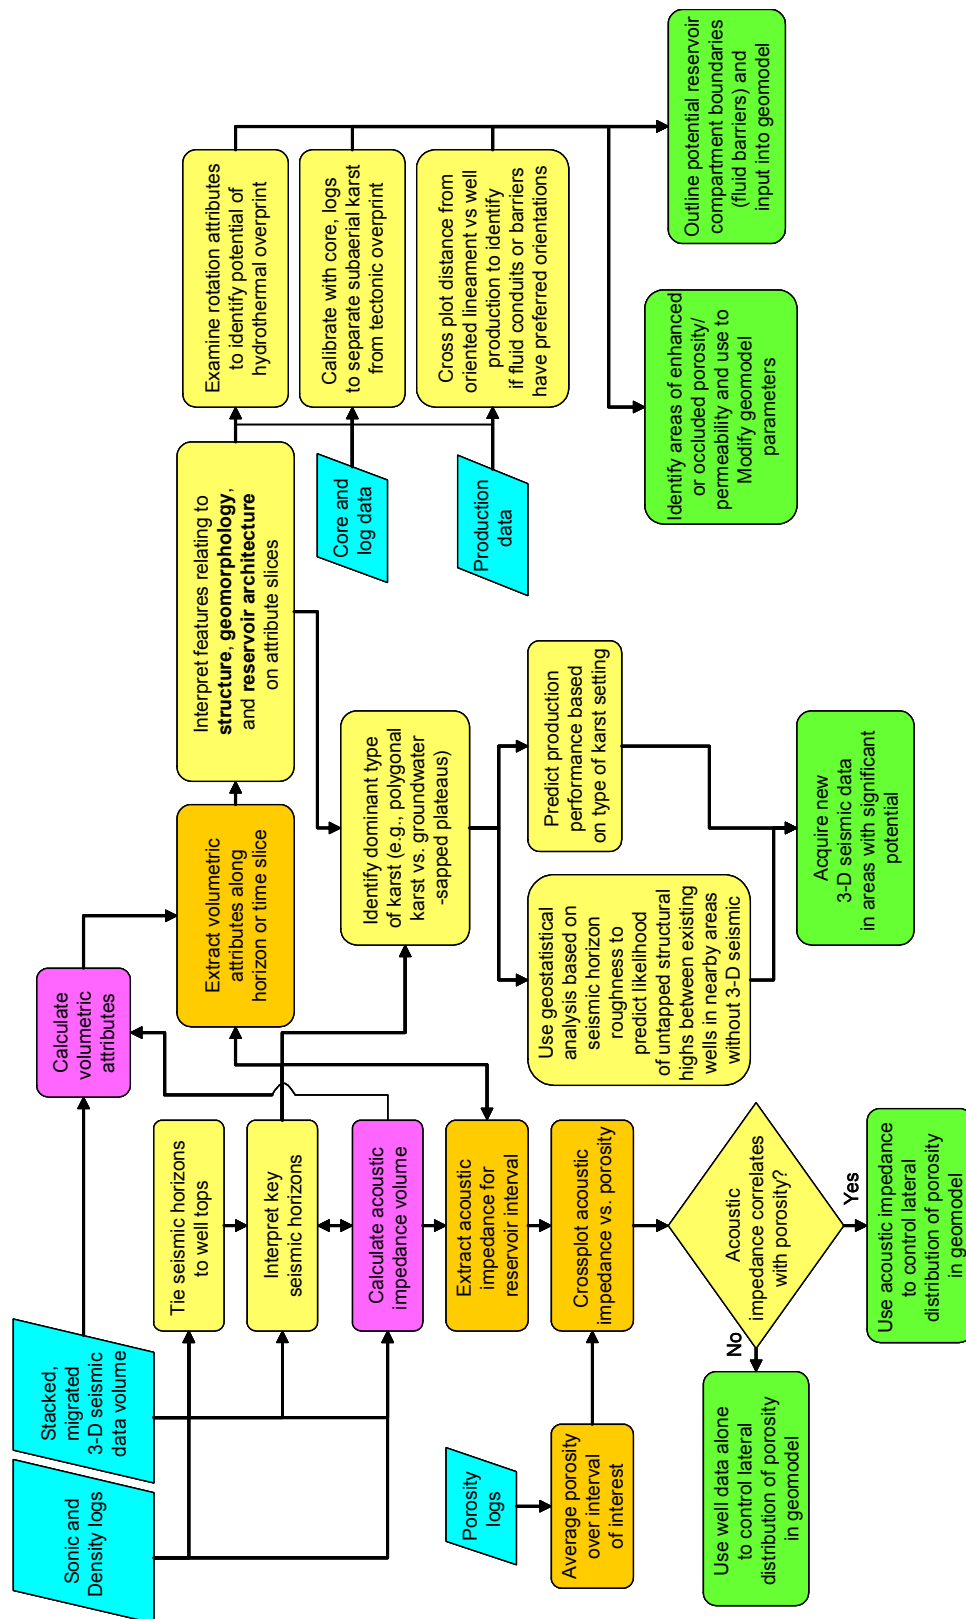 Sonic and
Density logs
Stacked,
migrated
3-D seismic
data volume
Calculate
volumetric
attributes
Tie seismic horizons
to well tops
Interpret key
seismic horizons
Calculate acoustic
impedance volume
Extract acoustic
impedance for
reservoir interval
Crossplot acoustic
impedance vs. porosity
Porosity
logs
Average porosity
over interval
of interest
Acoustic
impedance correlates
with porosity?
No
Yes
Use well data alone
to control lateral
distribution of porosity
in geomodel
Use acoustic impedance
to control lateral
distribution of porosity
in geomodel
Extract volumetric
attributes along
horizon or time slice
Interpret features relating to
structure, geomorphology,
and reservoir architecture
on attribute slices
Identify dominant type
of karst (e.g., polygonal
karst vs. groundwater
-sapped plateaus)
Use geostatistical
analysis based on
seismic horizon
roughness to
predict likelihood
of untapped structural
highs between existing
wells in nearby areas
without 3-D seismic
Predict production
performance based
on type of karst setting
Acquire new
3-D seismic data
in areas with significant
potential
Core and
log data
Production
data
Examine rotation attributes
to identify potential of
hydrothermal overprint
Calibrate with core, logs
to separate subaerial karst
from tectonic overprint
Cross plot distance from
oriented lineament vs well
production to identify
if fluid conduits or barriers
have preferred orientations
Identify areas of enhanced
or occluded porosity/
permeability and use to
Modify geomodel
parameters
Outline potential reservoir
compartment boundaries
(fluid barriers) and
input into geomodel